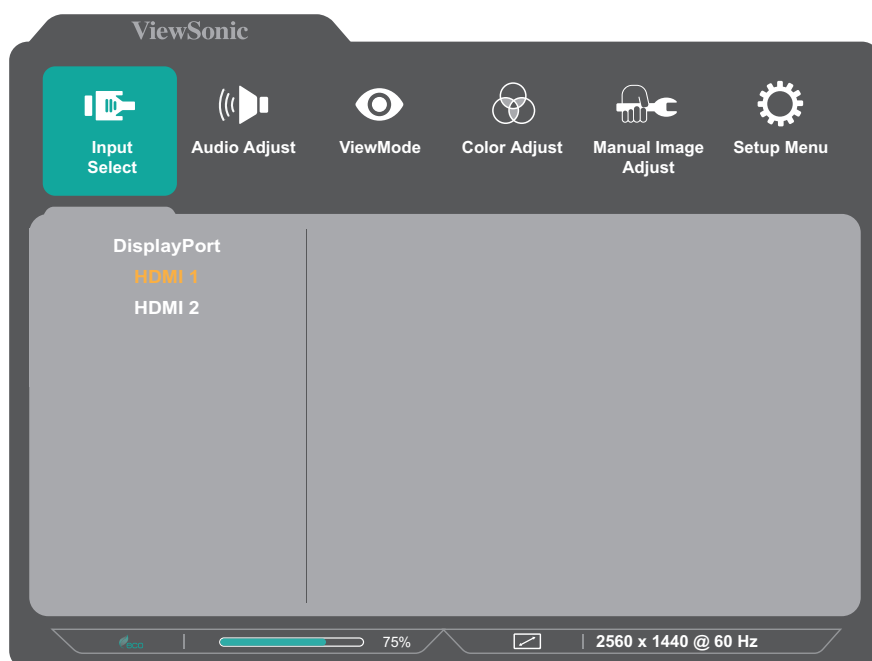 ViewSonic
Input
Select
Audio Adjust
ViewMode
Color Adjust
Manual Image
Adjust
Setup Menu
DisplayPort
HDMI 1
HDMI 2
eco
75%
2560 x 1440 @ 60 Hz